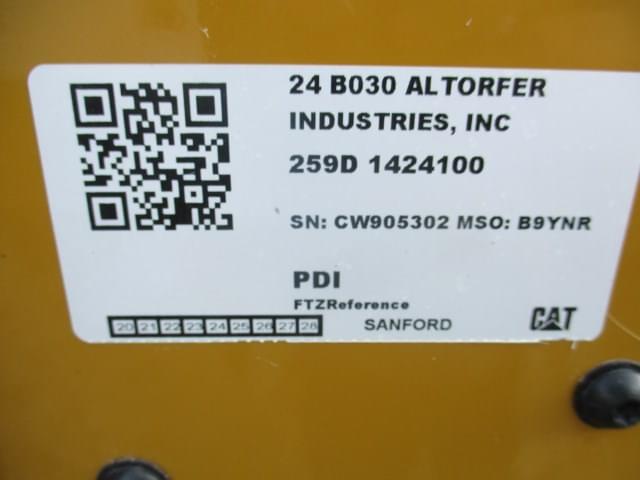 24 B030 ALTORFER
INDUSTRIES, INC
259D 1424100
SN: CW905302 MSO: B9YNR
PDI
FTZReference
20 21 22 23 24 25 26 27 28 SANFORD CAT